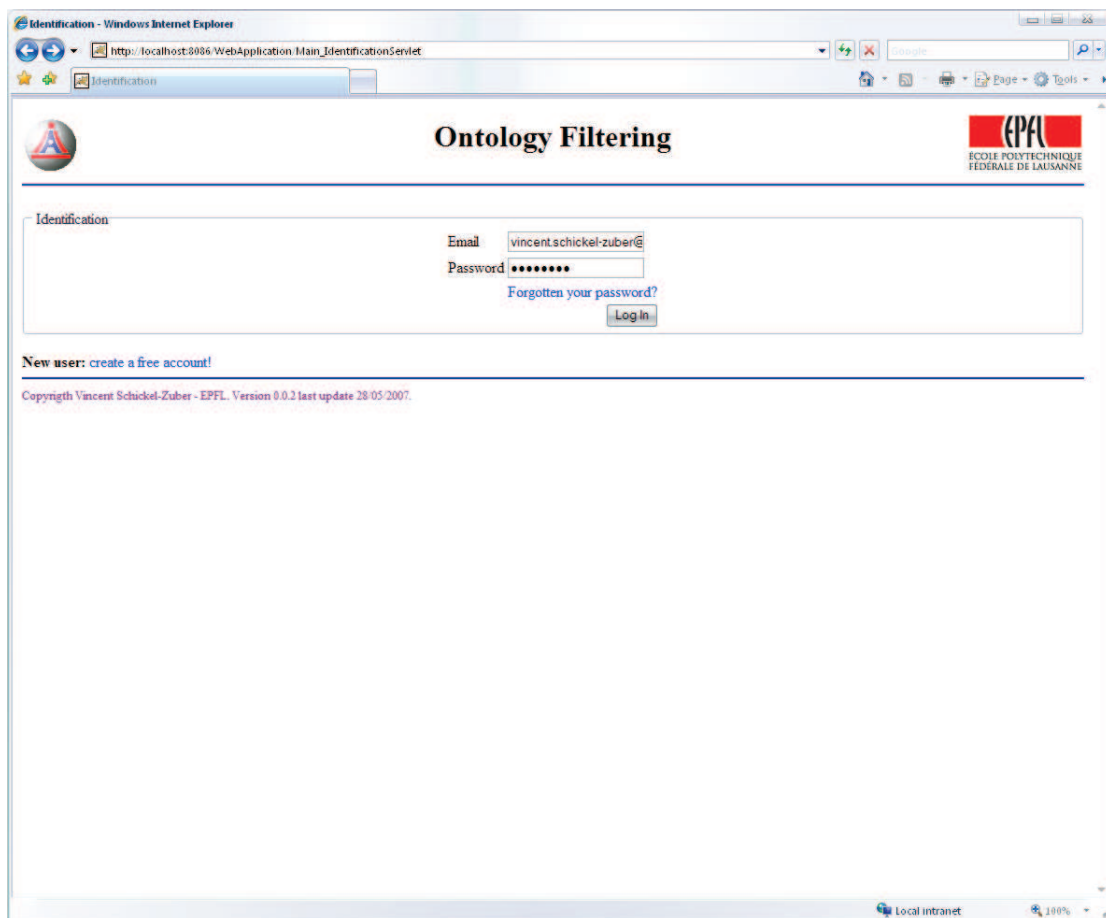 Identification - Windows Internet Explorer
http://localhost:8086/WebApplication/Main_IdentificationServlet
Google
Identification
Page
Tools
Ontology Filtering
EPFL
ÉCOLE POLYTECHNIQUE
FÉDÉRALE DE LAUSANNE
Identification
Email vincent.schickel-zuber@
Password ••••••••
Forgotten your password?
Log In
New user: create a free account!
Copyrigth Vincent Schickel-Zuber - EPFL. Version 0.0.2 last update 28/05/2007.
Local intranet
100%